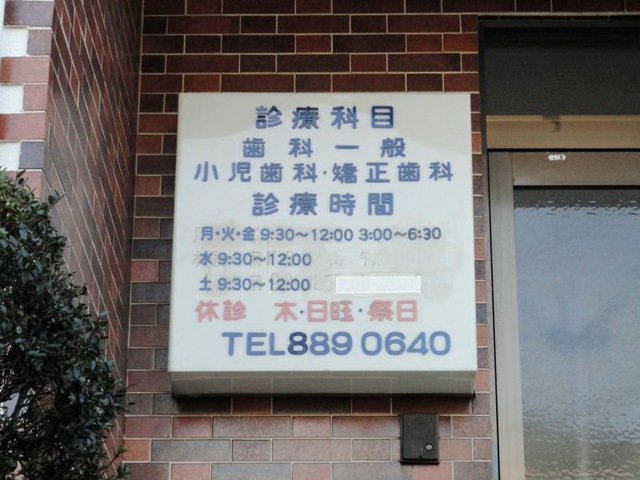 診療科目
歯科一般
小児歯科・矯正歯科
診療時間
月・火・金 9:30〜12:00 3:00〜6:30
水 9:30〜12:00
土 9:30〜12:00
休診 木・日旺・祭日
TEL889 0640